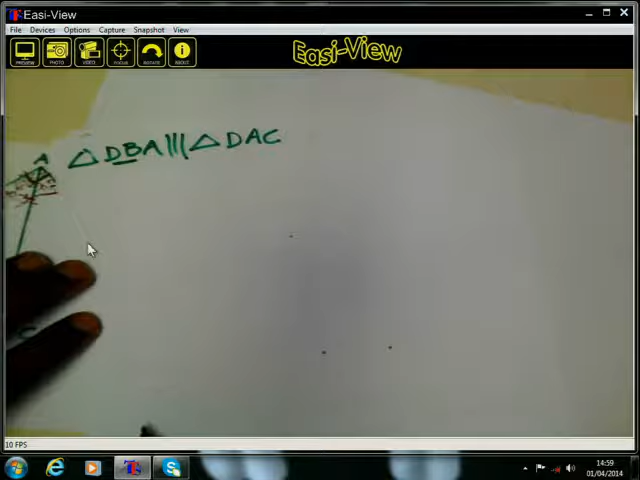 Easi-View
File Devices Options Capture Snapshot View
PREVIEW PHOTO VIDEO FOCUS ROTATE ABOUT
Easi-View
A
△ DBA ||| △ DAC
C
10 FPS
14:59
01/04/2014